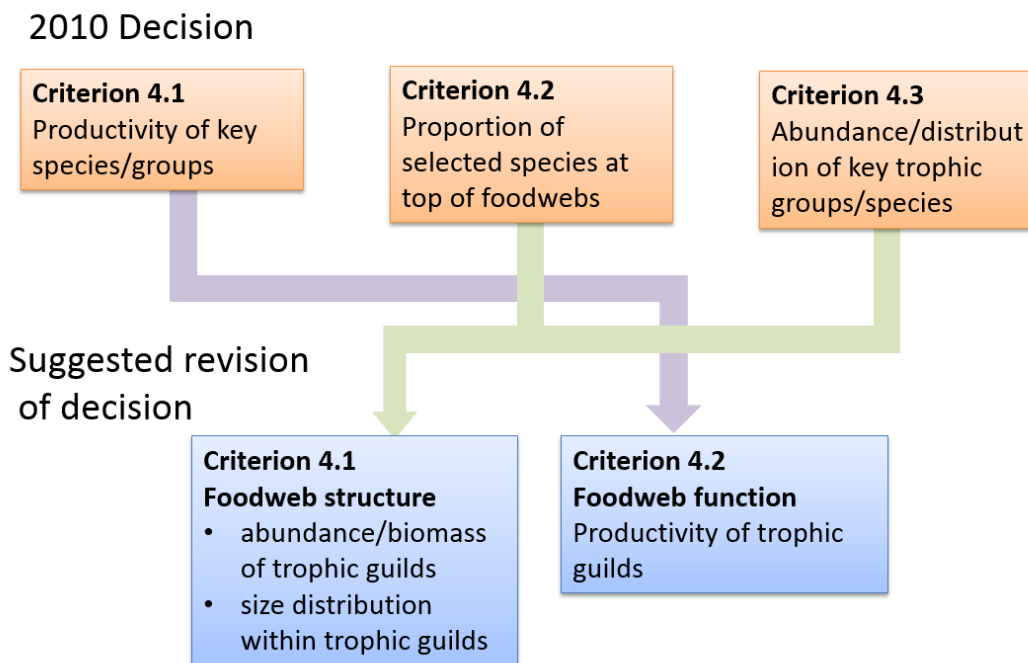 2010 Decision
Criterion 4.1
Productivity of key
species/groups
Criterion 4.2
Proportion of
selected species at
top of foodwebs
Criterion 4.3
Abundance/distribut
ion of key trophic
groups/species
Suggested revision
of decision
Criterion 4.1
Foodweb structure
• abundance/biomass
of trophic guilds
• size distribution
within trophic guilds
Criterion 4.2
Foodweb function
Productivity of trophic
guilds